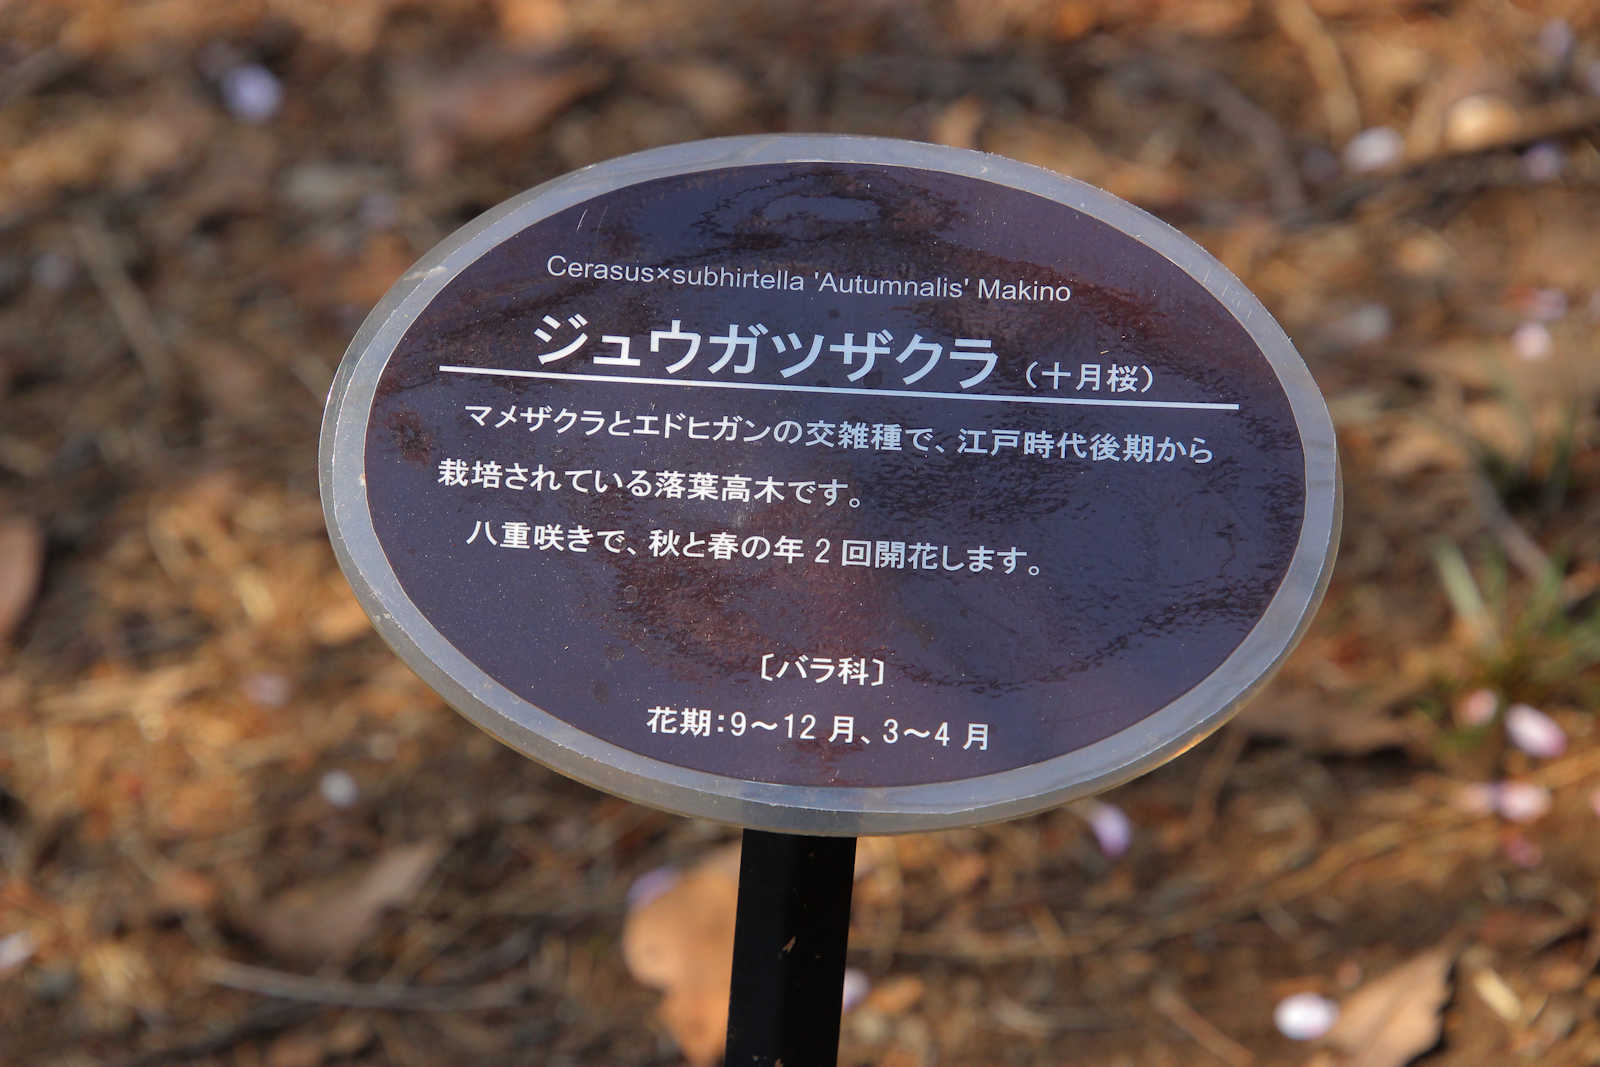 Cerasus×subhirtella 'Autumnalis' Makino
ジュウガツザクラ（十月桜）
マメザクラとエドヒガンの交雑種で、江戸時代後期から
栽培されている落葉高木です。
八重咲きで、秋と春の年2回開花します。
〔バラ科〕
花期：9～12月、3～4月